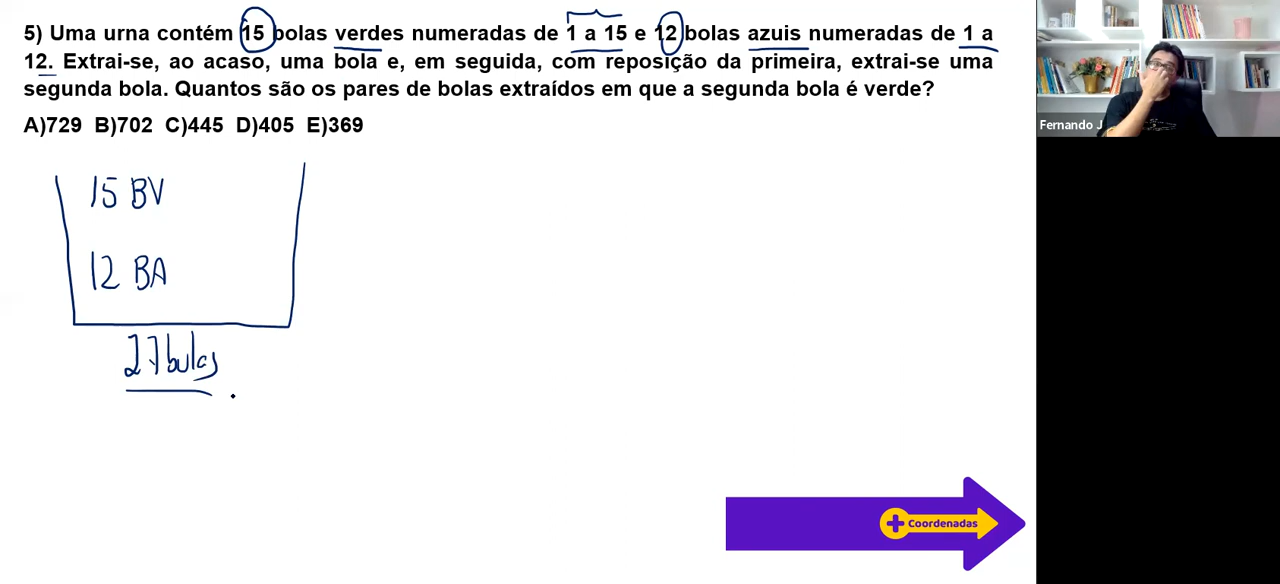 5) Uma urna contém 15 bolas verdes numeradas de 1 a 15 e 12 bolas azuis numeradas de 1 a
12. Extrai-se, ao acaso, uma bola e, em seguida, com reposição da primeira, extrai-se uma
segunda bola. Quantos são os pares de bolas extraídos em que a segunda bola é verde?
A)729 B)702 C)445 D)405 E)369
15 BV
12 BA
27 bolas
+ Coordenadas
Fernando J